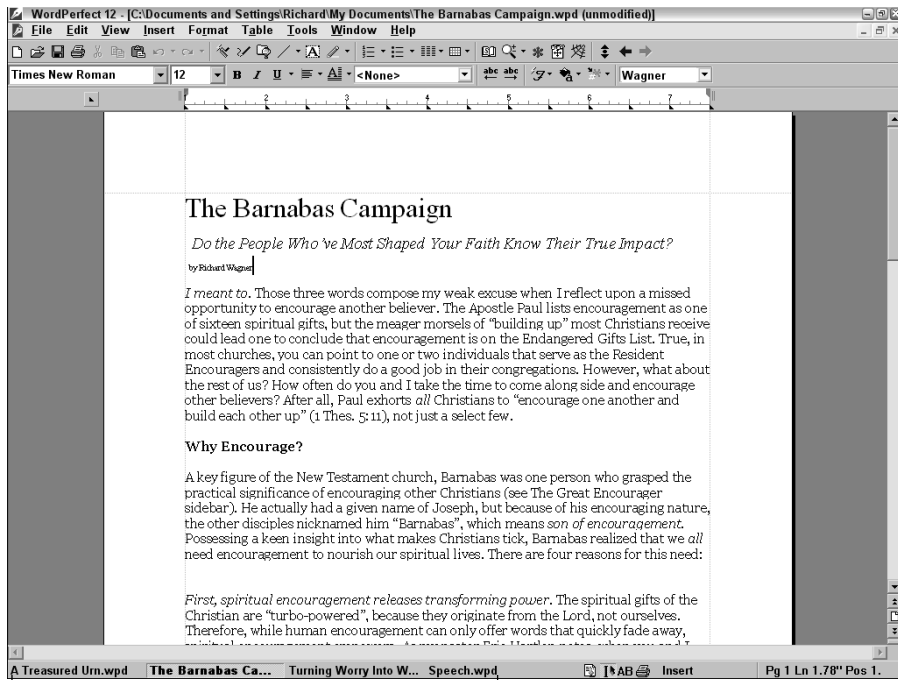 WordPerfect 12 - [C:\Documents and Settings\Richard\My Documents\The Barnabas Campaign.wpd (unmodified)]
File Edit View Insert Format Table Tools Window Help
Times New Roman 12 B I U <None> abc abc Wagner
2 3 4 5 6 7
The Barnabas Campaign
Do the People Who 've Most Shaped Your Faith Know Their True Impact?
by Richard Wagner
I meant to. Those three words compose my weak excuse when I reflect upon a missed
opportunity to encourage another believer. The Apostle Paul lists encouragement as one
of sixteen spiritual gifts, but the meager morsels of "building up" most Christians receive
could lead one to conclude that encouragement is on the Endangered Gifts List. True, in
most churches, you can point to one or two individuals that serve as the Resident
Encouragers and consistently do a good job in their congregations. However, what about
the rest of us? How often do you and I take the time to come along side and encourage
other believers? After all, Paul exhorts all Christians to "encourage one another and
build each other up" (1 Thes. 5:11), not just a select few.
Why Encourage?
A key figure of the New Testament church, Barnabas was one person who grasped the
practical significance of encouraging other Christians (see The Great Encourager
sidebar). He actually had a given name of Joseph, but because of his encouraging nature,
the other disciples nicknamed him "Barnabas", which means son of encouragement.
Possessing a keen insight into what makes Christians tick, Barnabas realized that we all
need encouragement to nourish our spiritual lives. There are four reasons for this need:
First, spiritual encouragement releases transforming power. The spiritual gifts of the
Christian are "turbo-powered", because they originate from the Lord, not ourselves.
Therefore, while human encouragement can only offer words that quickly fade away,
A Treasured Urn.wpd The Barnabas Ca... Turning Worry Into W... Speech.wpd AB Insert Pg 1 Ln 1.78" Pos 1.